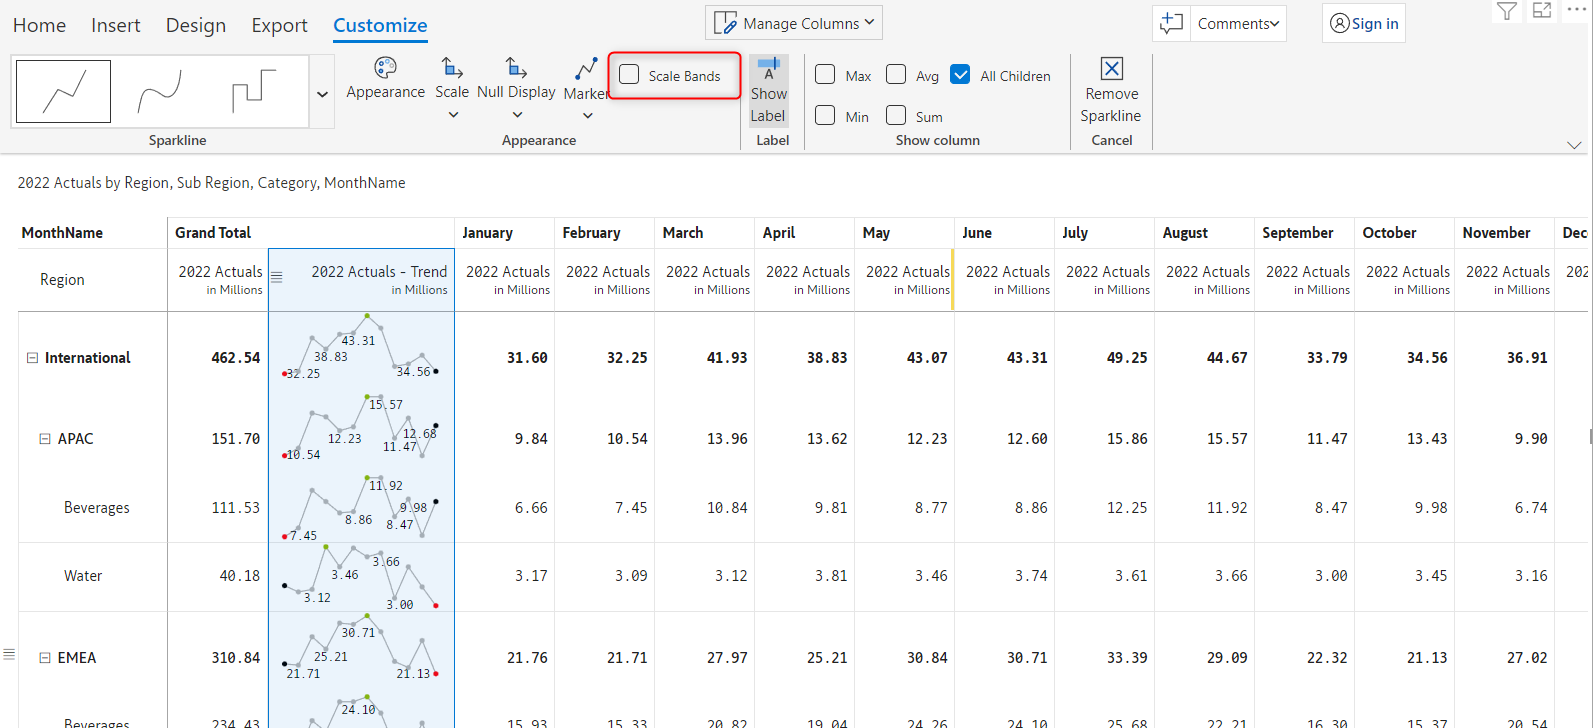 Home Insert Design Export Customize
Manage Columns
Comments
Sign in
Appearance Scale Null Display Marker
Scale Bands
Show
Label
Max Avg All Children
Min Sum
Remove
Sparkline
Sparkline Appearance Label Show column Cancel
2022 Actuals by Region, Sub Region, Category, MonthName
MonthName Grand Total January February March April May June July August September October November Dec
Region 2022 Actuals 2022 Actuals - Trend 2022 Actuals 2022 Actuals 2022 Actuals 2022 Actuals 2022 Actuals 2022 Actuals 2022 Actuals 2022 Actuals 2022 Actuals 2022 Actuals 2022 Actuals 202
in Millions in Millions in Millions in Millions in Millions in Millions in Millions in Millions in Millions in Millions in Millions in Millions in Millions
43.31
38.83
32.25
34.56
International 462.54 31.60 32.25 41.93 38.83 43.07 43.31 49.25 44.67 33.79 34.56 36.91
15.57
12.23
12.68
11.47
10.54
APAC 151.70 9.84 10.54 13.96 13.62 12.23 12.60 15.86 15.57 11.47 13.43 9.90
11.92
9.98
8.86
8.47
7.45
Beverages 111.53 6.66 7.45 10.84 9.81 8.77 8.86 12.25 11.92 8.47 9.98 6.74
3.66
3.46
3.12
3.00
Water 40.18 3.17 3.09 3.12 3.81 3.46 3.74 3.61 3.66 3.00 3.45 3.16
30.71
25.21
21.71
21.13
EMEA 310.84 21.76 21.71 27.97 25.21 30.84 30.71 33.39 29.09 22.32 21.13 27.02
24.10
Beverages 234.43 15.93 15.33 20.82 19.04 24.26 24.10 25.68 22.21 16.30 15.37 20.54